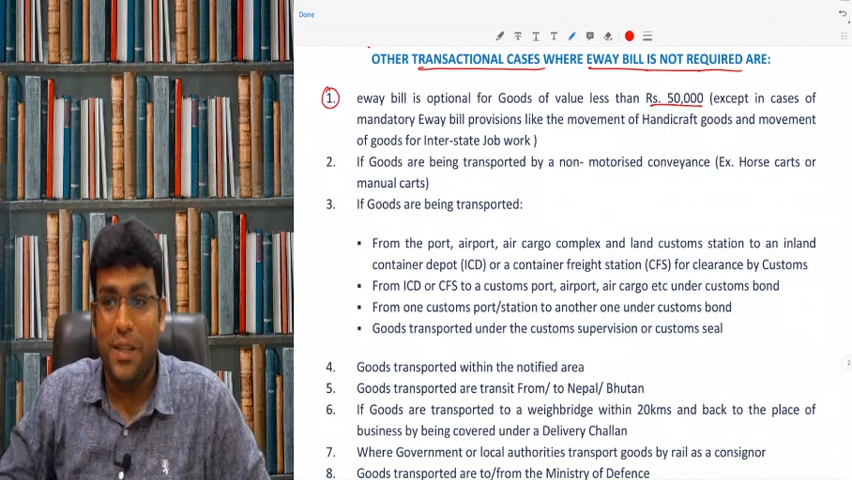 Done
OTHER TRANSACTIONAL CASES WHERE EWAY BILL IS NOT REQUIRED ARE:
1. eway bill is optional for Goods of value less than Rs. 50,000 (except in cases of
mandatory Eway bill provisions like the movement of Handicraft goods and movement
of goods for Inter-state Job work )
2. If Goods are being transported by a non- motorised conveyance (Ex. Horse carts or
manual carts)
3. If Goods are being transported:
▪ From the port, airport, air cargo complex and land customs station to an inland
container depot (ICD) or a container freight station (CFS) for clearance by Customs
▪ From ICD or CFS to a customs port, airport, air cargo etc under customs bond
▪ From one customs port/station to another one under customs bond
▪ Goods transported under the customs supervision or customs seal
4. Goods transported within the notified area
5. Goods transported are transit From/ to Nepal/ Bhutan
6. If Goods are transported to a weighbridge within 20kms and back to the place of
business by being covered under a Delivery Challan
7. Where Government or local authorities transport goods by rail as a consignor
8. Goods transported are to/from the Ministry of Defence
2